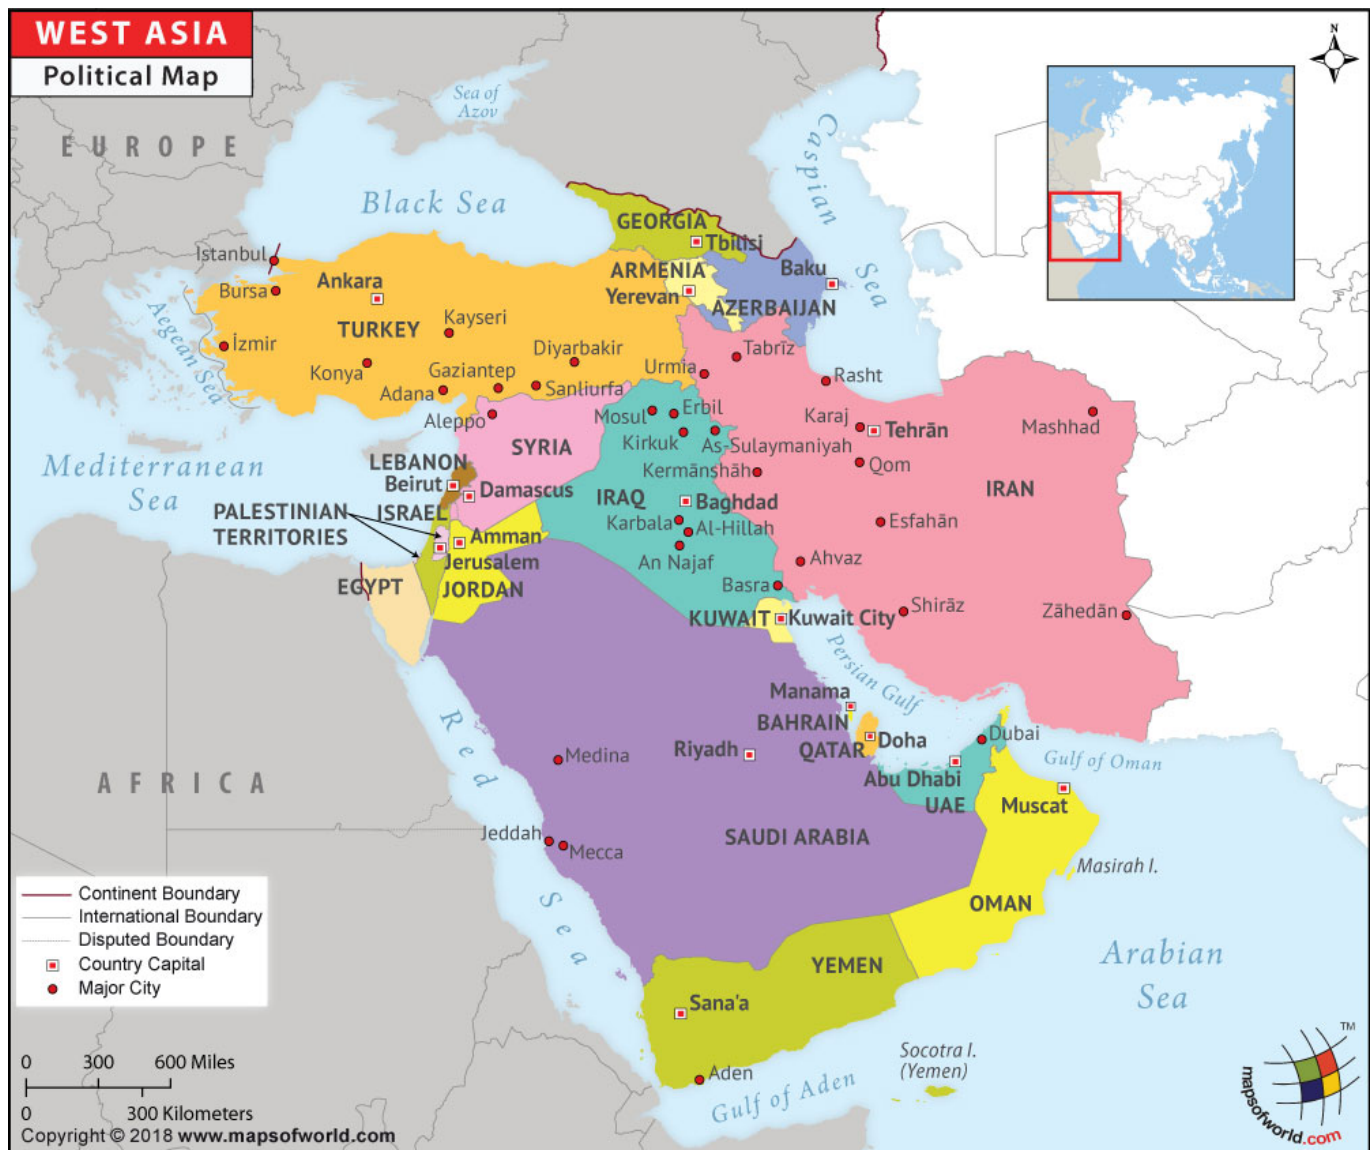 WEST ASIA
Political Map
N
EUROPE
Sea of
Azov
Caspian
Sea
Black Sea
GEORGIA
Tbilisi
Istanbul
ARMENIA
Baku
Bursa
Ankara
Yerevan
AZERBAIJAN
Aegean Sea
TURKEY
Kayseri
İzmir
Diyarbakir
Tabrīz
Konya
Gaziantep
Urmia
Rasht
Adana
Sanliurfa
Aleppo
Mosul
Erbil
Karaj
Mashhad
Kirkuk
As-Sulaymaniyah
Tehrān
SYRIA
Mediterranean
Sea
LEBANON
Beirut
Kermānshāh
Qom
Damascus
IRAQ
Baghdad
IRAN
PALESTINIAN
TERRITORIES
ISRAEL
Karbala
Al-Hillah
Esfahān
Amman
Jerusalem
An Najaf
Ahvaz
EGYPT
JORDAN
Basra
KUWAIT
Kuwait City
Shirāz
Zāhedān
Persian Gulf
Manama
BAHRAIN
QATAR
Doha
Dubai
Red
Sea
Medina
Riyadh
Abu Dhabi
UAE
Gulf of Oman
Muscat
AFRICA
Jeddah
Mecca
SAUDI ARABIA
Masirah I.
OMAN
Continent Boundary
International Boundary
Disputed Boundary
Country Capital
Major City
YEMEN
Arabian
Sea
Sana'a
Socotra I.
(Yemen)
Aden
Gulf of Aden
0 300 600 Miles
0 300 Kilometers
Copyright © 2018 www.mapsofworld.com
TM
mapsofworld.com